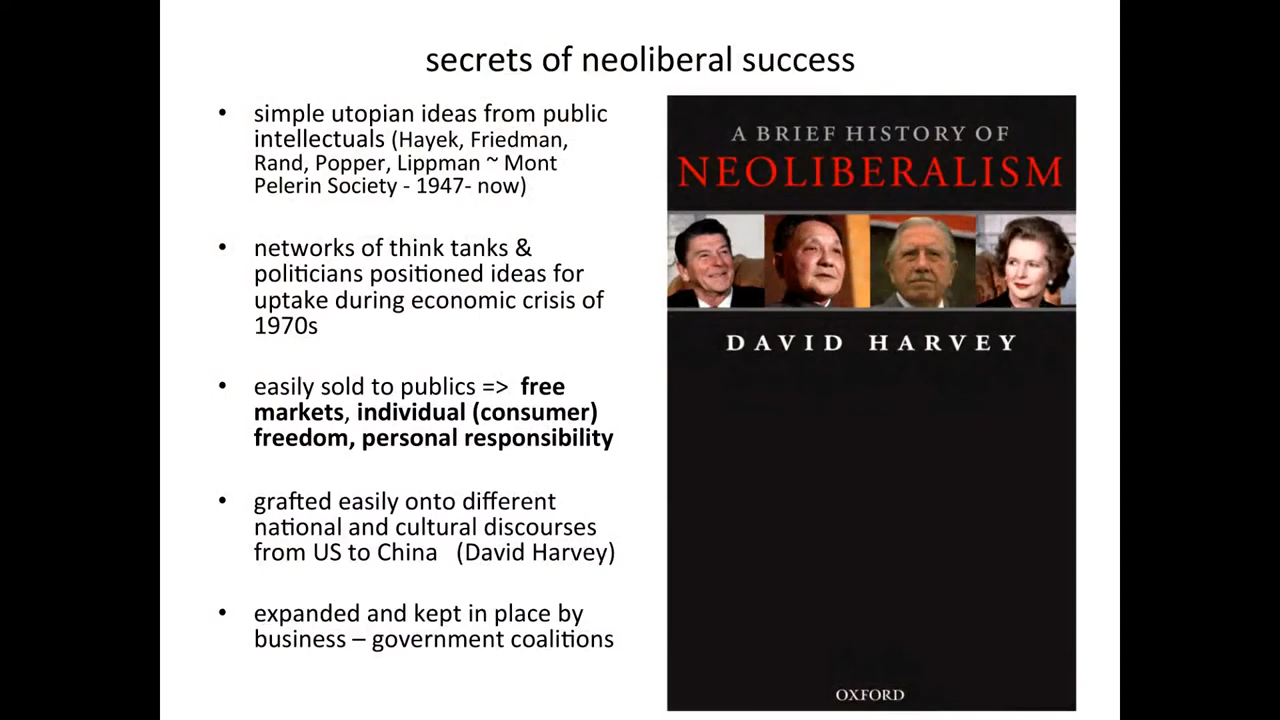 secrets of neoliberal success
• simple utopian ideas from public
intellectuals (Hayek, Friedman,
Rand, Popper, Lippman ~ Mont
Pelerin Society - 1947- now)
• networks of think tanks &
politicians positioned ideas for
uptake during economic crisis of
1970s
• easily sold to publics => free
markets, individual (consumer)
freedom, personal responsibility
• grafted easily onto different
national and cultural discourses
from US to China (David Harvey)
• expanded and kept in place by
business – government coalitions
A BRIEF HISTORY OF
NEOLIBERALISM
DAVID HARVEY
OXFORD